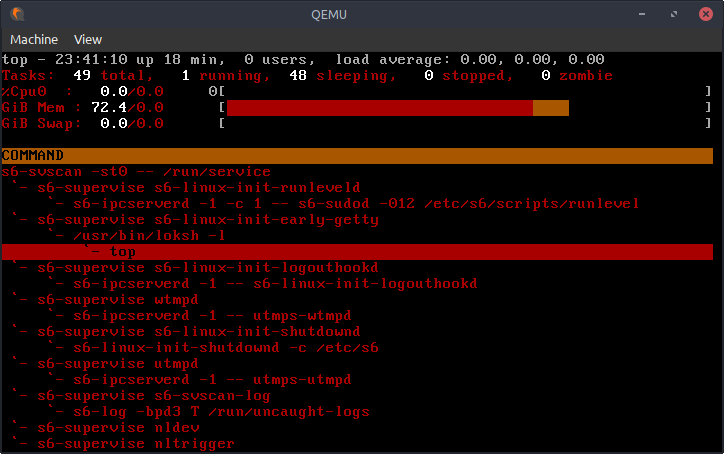 QEMU
Machine View
top - 23:41:10 up 18 min,  0 users,  load average: 0.00, 0.00, 0.00
Tasks:  49 total,   1 running,  48 sleeping,   0 stopped,   0 zombie
%Cpu0  :   0.0/0.0     0[                                                            ]
GiB Mem : 72.4/0.0      [                                                            ]
GiB Swap:  0.0/0.0      [                                                            ]
COMMAND
s6-svscan -st0 -- /run/service
 `- s6-supervise s6-linux-init-runleveld
     `- s6-ipcserverd -1 -c 1 -- s6-sudod -012 /etc/s6/scripts/runlevel
 `- s6-supervise s6-linux-init-early-getty
     `- /usr/bin/loksh -l
         `- top
 `- s6-supervise s6-linux-init-logouthookd
     `- s6-ipcserverd -1 -- s6-linux-init-logouthookd
 `- s6-supervise wtmpd
     `- s6-ipcserverd -1 -- utmps-wtmpd
 `- s6-supervise s6-linux-init-shutdownd
     `- s6-linux-init-shutdownd -c /etc/s6
 `- s6-supervise utmpd
     `- s6-ipcserverd -1 -- utmps-utmpd
 `- s6-supervise s6-svscan-log
     `- s6-log -bpd3 T /run/uncaught-logs
 `- s6-supervise nldev
 `- s6-supervise nltrigger